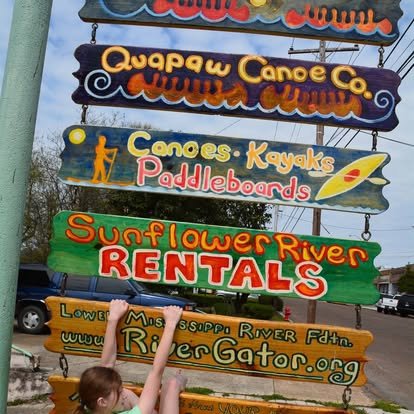 Quapaw Canoe Co.
Canoes · Kayaks
Paddleboards
Sunflower River
RENTALS
Lower Mississippi River Fdtn.
www.RiverGator.org